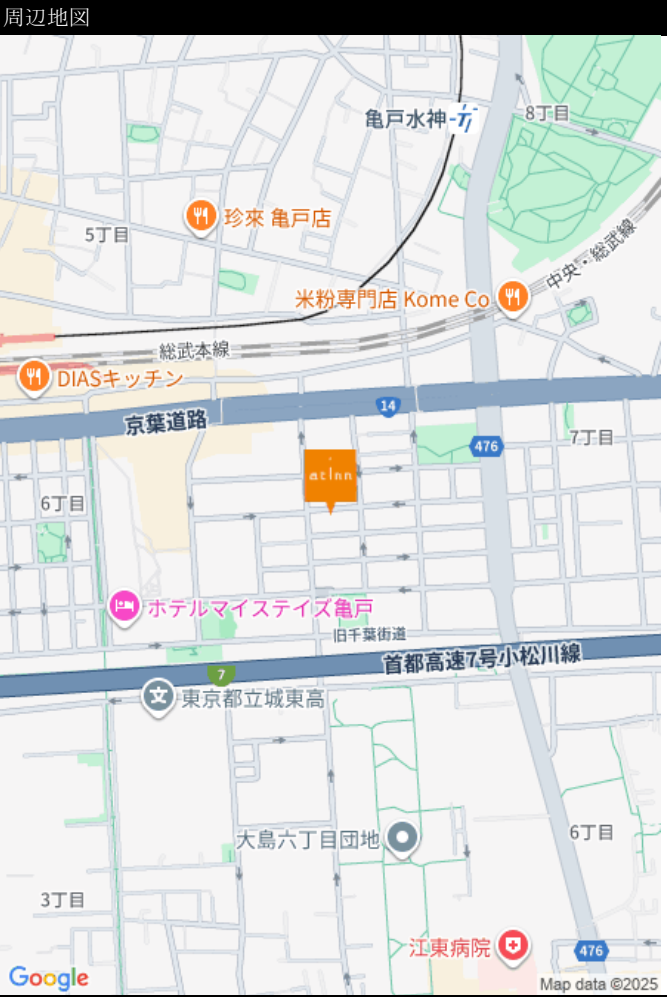 周辺地図
亀戸水神
8丁目
珍來 亀戸店
5丁目
中央・総武線
米粉専門店 Kome Co
総武本線
DIASキッチン
14
京葉道路
476
7丁目
atinn
6丁目
ホテルマイステイズ亀戸
旧千葉街道
首都高速7号小松川線
7
東京都立城東高
大島六丁目団地
6丁目
3丁目
江東病院
476
Google
Map data ©2025